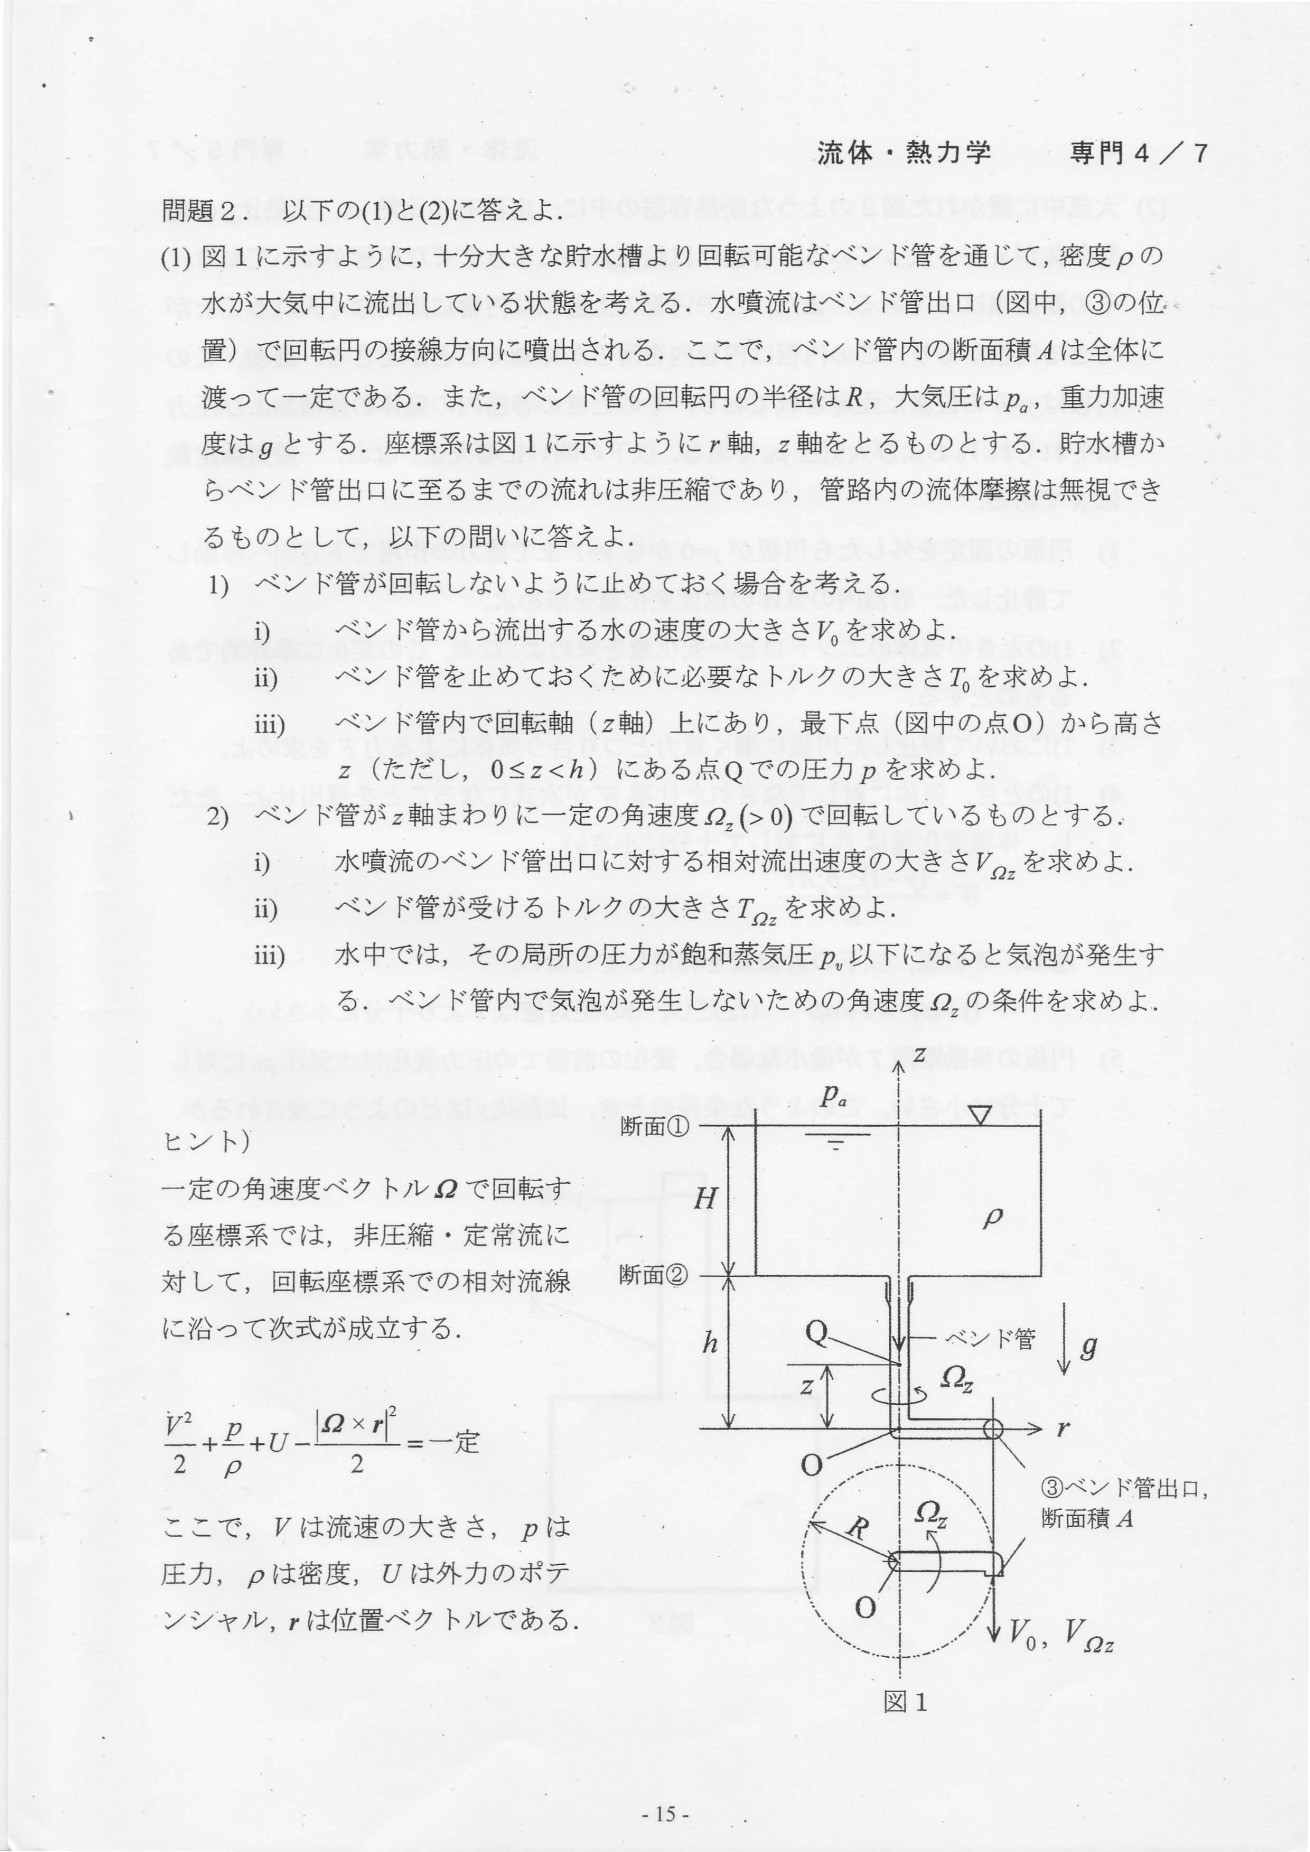 流体・熱力学　専門４／７
問題２．　以下の(1)と(2)に答えよ．
(1) 図１に示すように，十分大きな貯水槽より回転可能なベンド管を通じて，密度ρの
水が大気中に流出している状態を考える．水噴流はベンド管出口（図中，③の位
置）で回転円の接線方向に噴出される．ここで，ベンド管内の断面積Aは全体に
渡って一定である．また，ベンド管の回転円の半径はR，大気圧はpₐ，重力加速
度はgとする．座標系は図１に示すようにr軸，z軸をとるものとする．貯水槽か
らベンド管出口に至るまでの流れは非圧縮であり，管路内の流体摩擦は無視でき
るものとして，以下の問いに答えよ．
1)　ベンド管が回転しないように止めておく場合を考える．
i)　ベンド管から流出する水の速度の大きさV₀を求めよ．
ii)　ベンド管を止めておくために必要なトルクの大きさT₀を求めよ．
iii)　ベンド管内で回転軸（z軸）上にあり，最下点（図中の点O）から高さ
z（ただし，0≤z<h）にある点Qでの圧力pを求めよ．
2)　ベンド管がz軸まわりに一定の角速度Ωz(>0)で回転しているものとする．
i)　水噴流のベンド管出口に対する相対流出速度の大きさVΩzを求めよ．
ii)　ベンド管が受けるトルクの大きさTΩzを求めよ．
iii)　水中では，その局所の圧力が飽和蒸気圧pᵥ以下になると気泡が発生す
る．ベンド管内で気泡が発生しないための角速度Ωzの条件を求めよ．
ヒント）
一定の角速度ベクトルΩで回転す
る座標系では，非圧縮・定常流に
対して，回転座標系での相対流線
に沿って次式が成立する．
V²/2 + p/ρ + U − |Ω×r|²/2 = 一定
ここで，Vは流速の大きさ，pは
圧力，ρは密度，Uは外力のポテ
ンシャル，rは位置ベクトルである．
z
pₐ
断面①
H
ρ
断面②
h
Q
ベンド管
g
z
Ωz
r
O
③ベンド管出口，
断面積A
R
Ωz
O
V₀，VΩz
図１
- 15 -